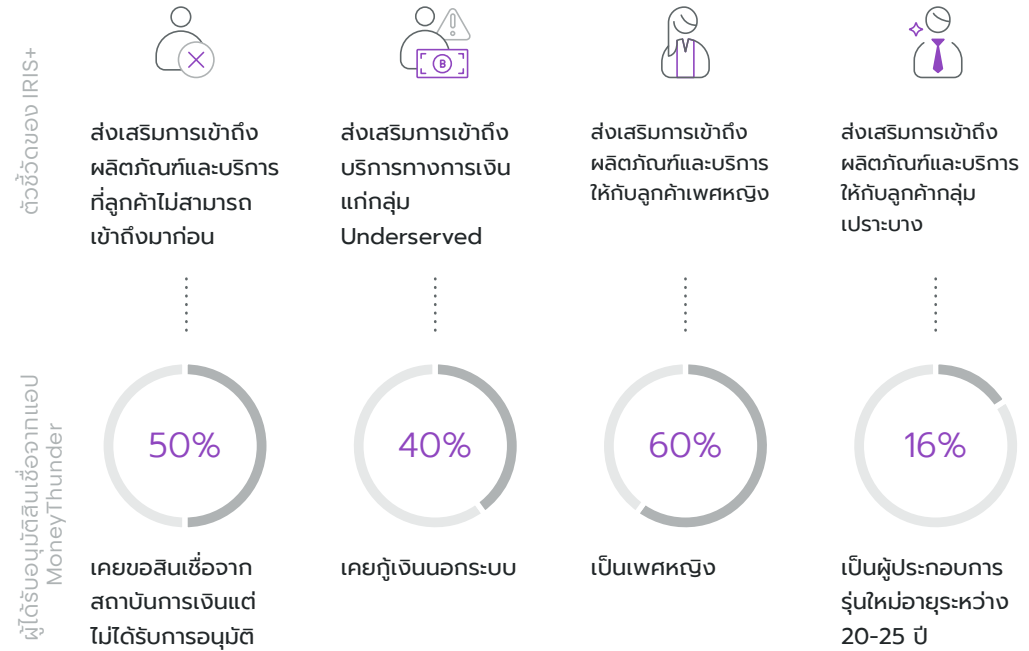 ตัวชี้วัดของ IRIS+
ส่งเสริมการเข้าถึง
ผลิตภัณฑ์และบริการ
ที่ลูกค้าไม่สามารถ
เข้าถึงมาก่อน
ส่งเสริมการเข้าถึง
บริการทางการเงิน
แก่กลุ่ม
Underserved
ส่งเสริมการเข้าถึง
ผลิตภัณฑ์และบริการ
ให้กับลูกค้าเพศหญิง
ส่งเสริมการเข้าถึง
ผลิตภัณฑ์และบริการ
ให้กับลูกค้ากลุ่ม
เปราะบาง
ผู้ได้รับอนุมัติสินเชื่อจากแอป
MoneyThunder
50%
เคยขอสินเชื่อจาก
สถาบันการเงินแต่
ไม่ได้รับการอนุมัติ
40%
เคยกู้เงินนอกระบบ
60%
เป็นเพศหญิง
16%
เป็นผู้ประกอบการ
รุ่นใหม่อายุระหว่าง
20-25 ปี